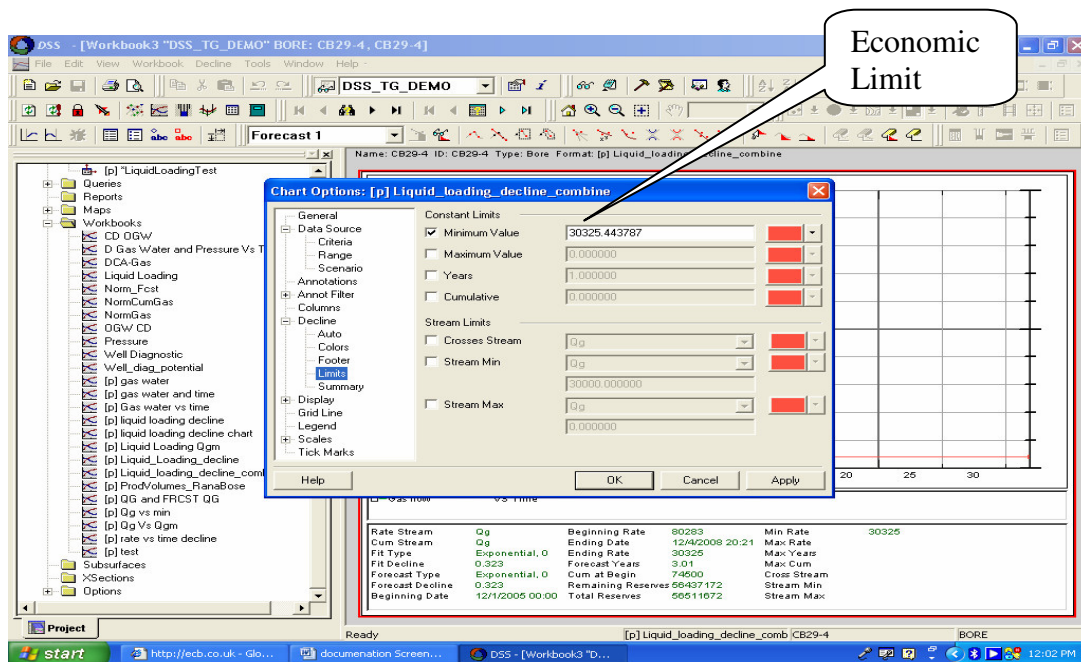 Economic
Limit
DSS - [Workbook3 "DSS_TG_DEMO" BORE: CB29-4, CB29-4]
File Edit View Workbook Decline Tools Window Help
DSS_TG_DEMO
Forecast 1
Name: CB29-4 ID: CB29-4 Type: Bore Format: [p] Liquid_loading_decline_combine
[p] "LiquidLoadingTest
Queries
Reports
Maps
Workbooks
CD OGW
D Gas Water and Pressure Vs T
DCA-Gas
Liquid Loading
Norm_Fcst
NormCumGas
NormGas
OGW CD
Pressure
Well Diagnostic
Well_diag_potential
[p] gas water
[p] gas water and time
[p] Gas water vs time
[p] liquid loading decline
[p] liquid loading decline chart
[p] Liquid Loading Qgm
[p] Liquid_Loading_decline
[p] Liquid_loading_decline_coml
[p] ProdVolumes_RanaBose
[p] QG and FRCST QG
[p] Qg vs min
[p] Qg Vs Qgm
[p] rate vs time decline
[p] test
Subsurfaces
XSections
Options
Project
Chart Options: [p] Liquid_loading_decline_combine
General
Data Source
Criteria
Range
Scenario
Annotations
Annot Filter
Columns
Decline
Auto
Colors
Footer
Limits
Summary
Display
Grid Line
Legend
Scales
Tick Marks
Constant Limits
Minimum Value 30325.443787
Maximum Value 0.000000
Years 1.000000
Cumulative 0.000000
Stream Limits
Crosses Stream Qg
Stream Min Qg
30000.000000
Stream Max Qg
0.000000
Help OK Cancel Apply
20 25 30
Gas flow VS Time
Rate Stream Qg Beginning Rate 80283 Min Rate 30325
Cum Stream Qg Ending Date 12/4/2008 20:21 Max Rate
Fit Type Exponential, 0 Ending Rate 30325 Max Years
Fit Decline 0.323 Forecast Years 3.01 Max Cum
Forecast Type Exponential, 0 Cum at Begin 74500 Cross Stream
Forecast Decline 0.323 Remaining Reserves 56437172 Stream Min
Beginning Date 12/1/2005 00:00 Total Reserves 56511672 Stream Max
Ready [p] Liquid_loading_decline_comb CB29-4 BORE
start http://ecb.co.uk - Glo... documenation Screen... DSS - [Workbook3 "D... 12:02 PM